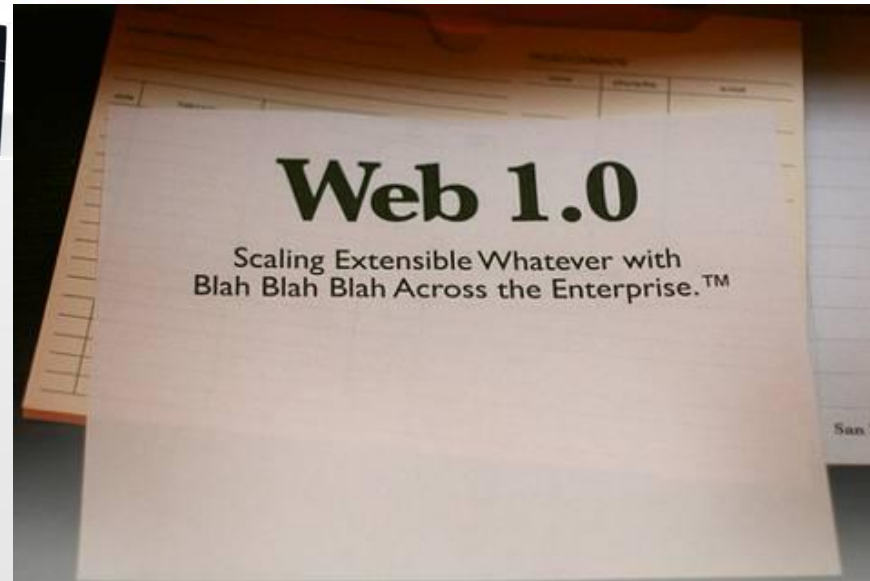 Web 1.0
Scaling Extensible Whatever with
Blah Blah Blah Across the Enterprise.™
San